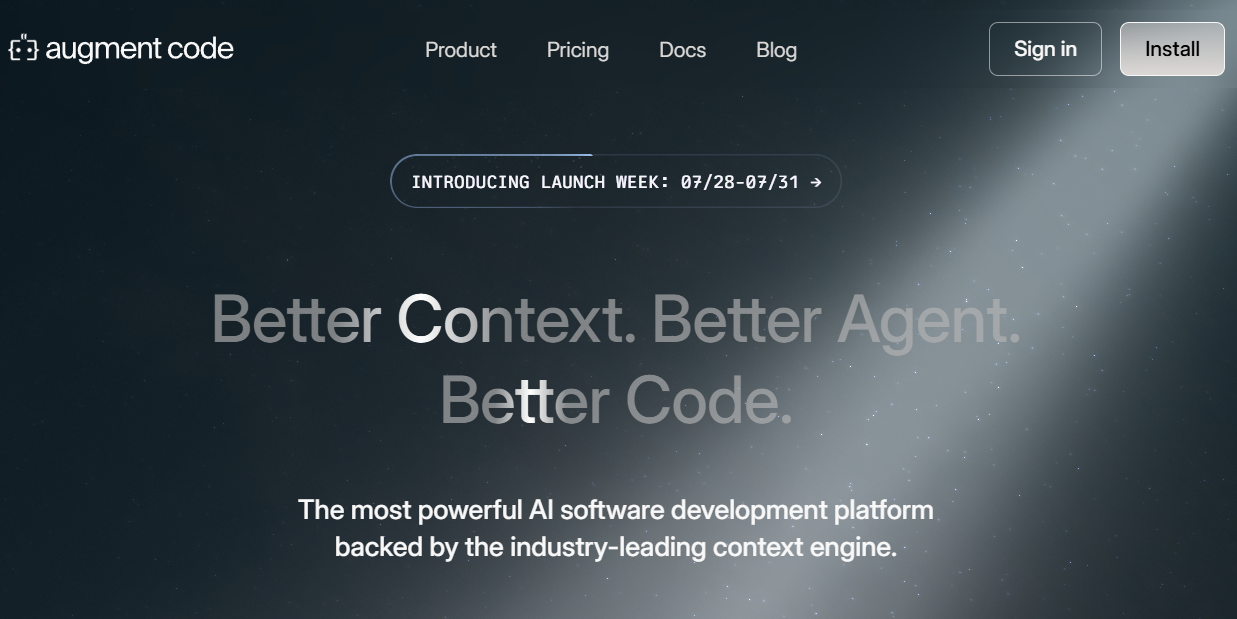 augment code
Product
Pricing
Docs
Blog
Sign in
Install
INTRODUCING LAUNCH WEEK: 07/28-07/31 →
Better Context. Better Agent.
Better Code.
The most powerful AI software development platform
backed by the industry-leading context engine.